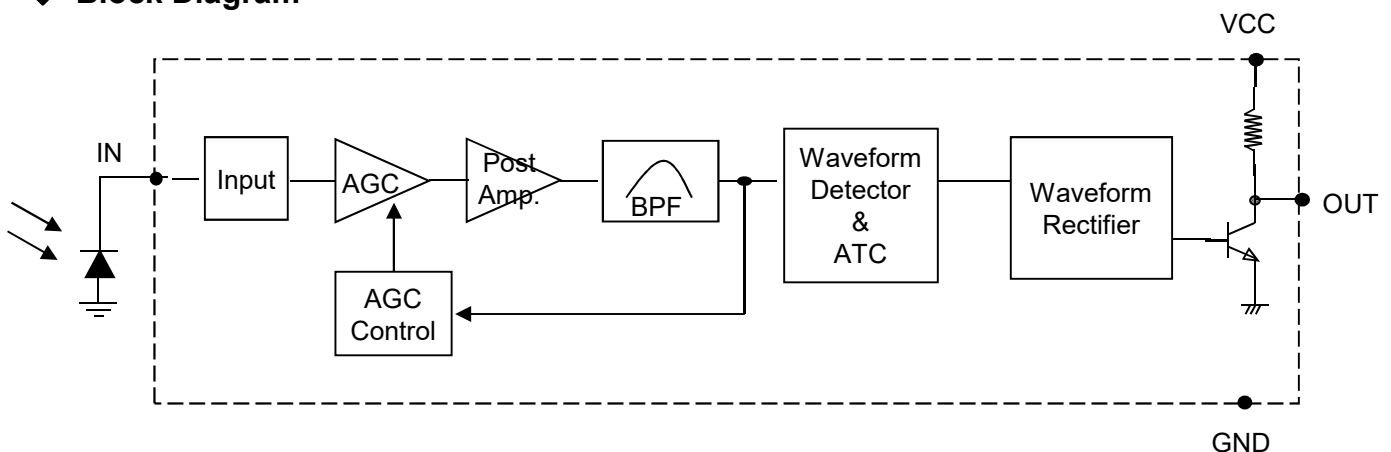 Block Diagram
VCC
IN
Input
AGC
Post
Amp.
BPF
Waveform
Detector
&
ATC
Waveform
Rectifier
OUT
AGC
Control
GND